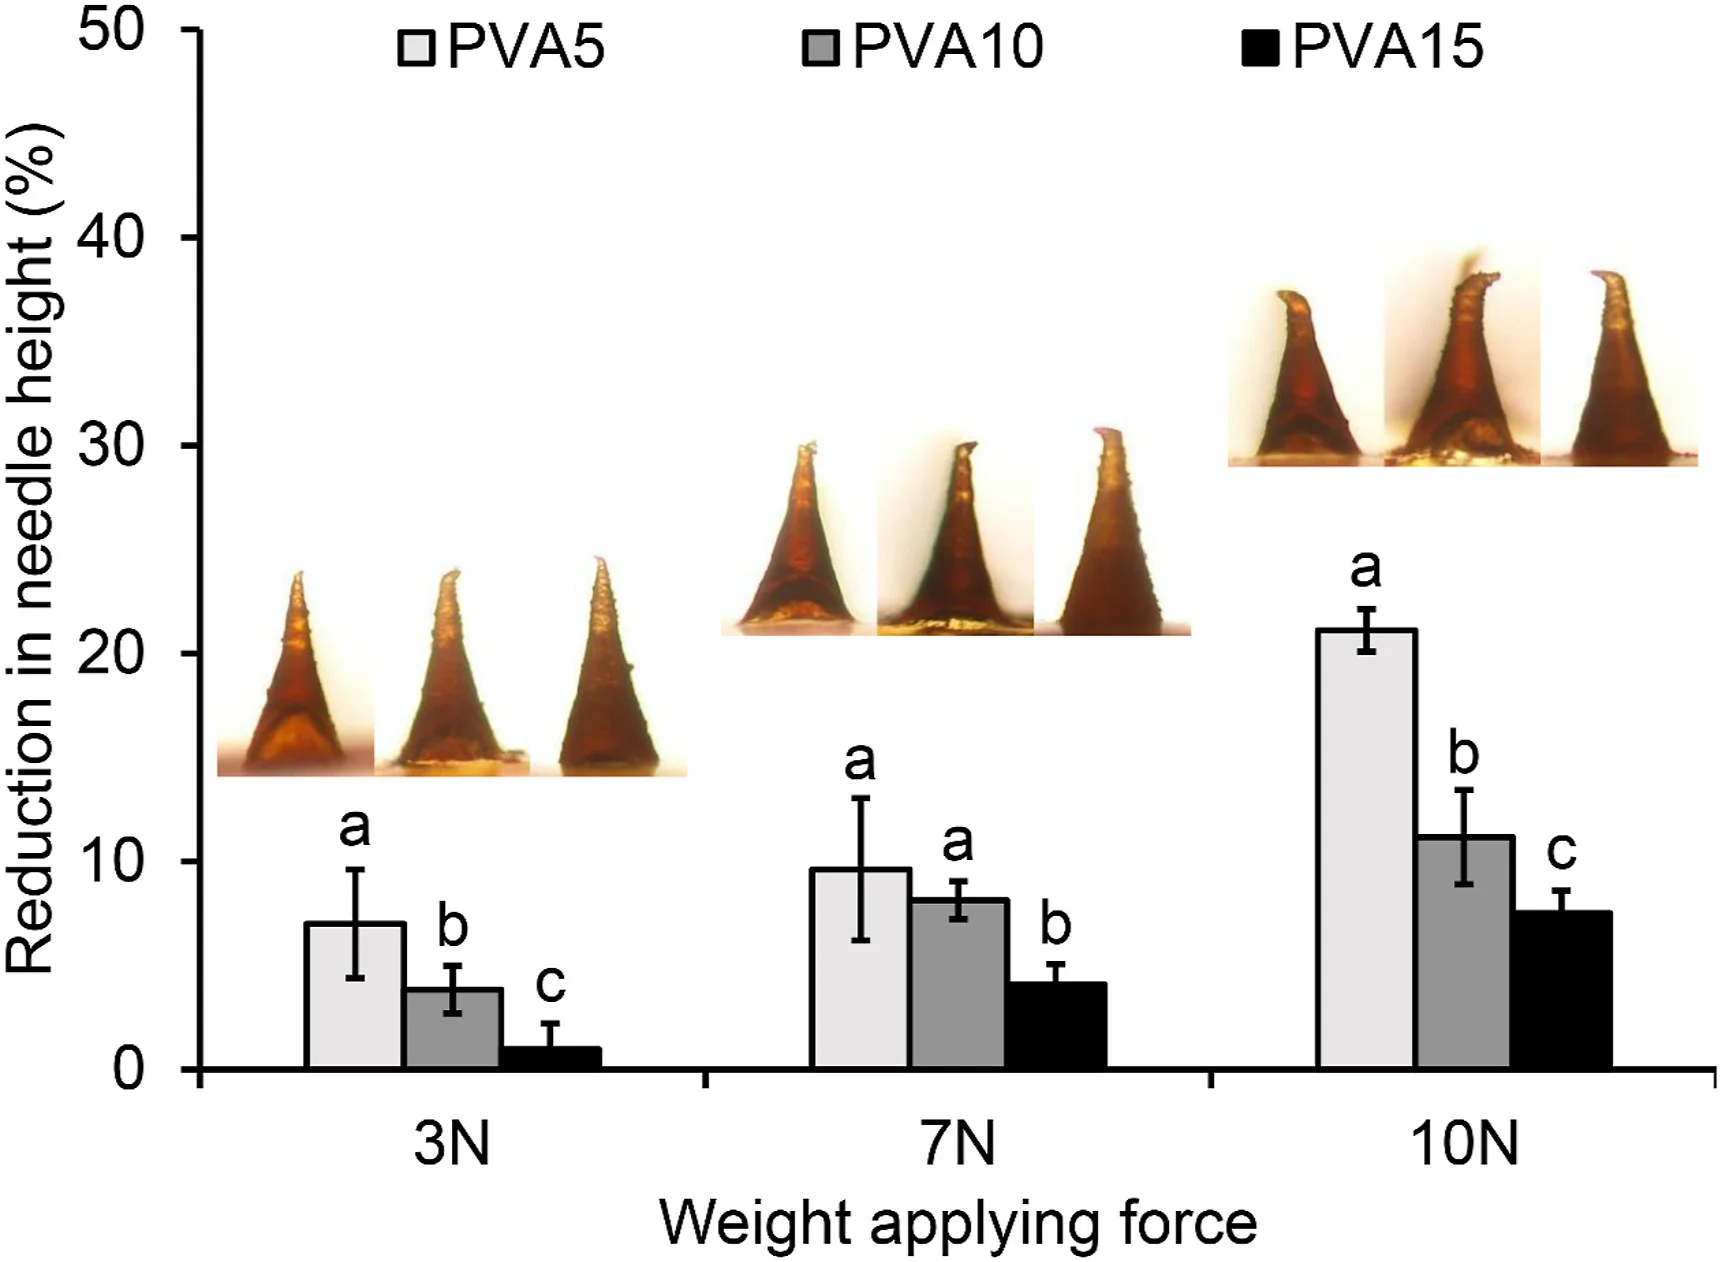 PVA5 PVA10 PVA15
Reduction in needle height (%)
50
40
30
20
10
0
a
b
c
a
a
b
a
b
c
3N 7N 10N
Weight applying force